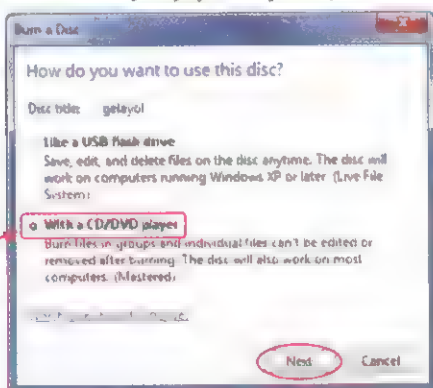 Burn a Disc
How do you want to use this disc?
Disc title: gelayol
Like a USB flash drive
Save, edit, and delete files on the disc anytime. The disc will
work on computers running Windows XP or later. (Live File
System)
With a CD/DVD player
Burn files in groups and individual files can't be edited or
removed after burning. The disc will also work on most
computers. (Mastered)
Next Cancel